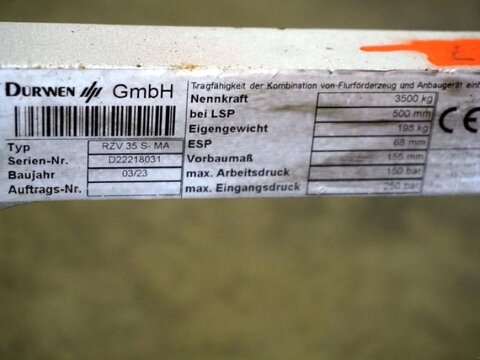 DURWEN GmbH
Typ RZV 35 S- MA
Serien-Nr. D22218031
Baujahr 03/23
Auftrags-Nr.
Tragfähigkeit der Kombination von Flurförderzeug und Anbaugerät einh
Nennkraft 3500 kg
bei LSP 500 mm
Eigengewicht 198 kg
ESP 68 mm
Vorbaumaß 155 mm
max. Arbeitsdruck 150 bar
max. Eingangsdruck 250 bar
CE